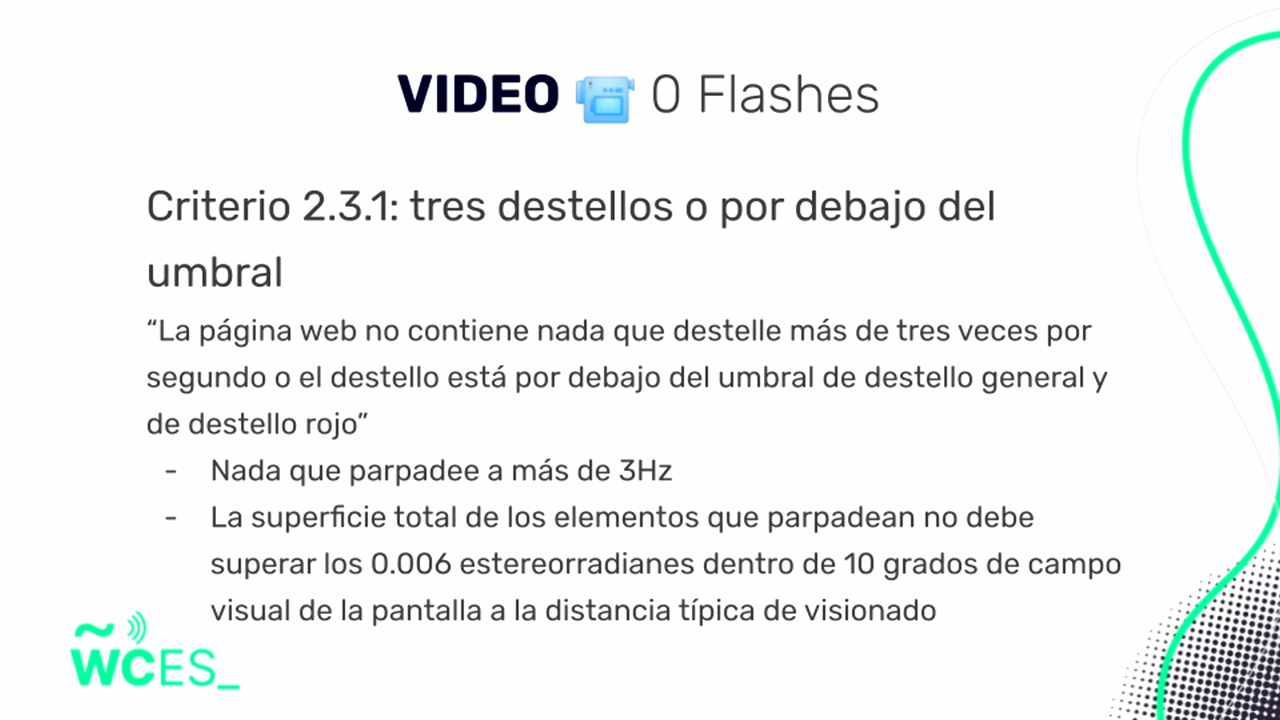 VIDEO 0 Flashes
Criterio 2.3.1: tres destellos o por debajo del
umbral
“La página web no contiene nada que destelle más de tres veces por
segundo o el destello está por debajo del umbral de destello general y
de destello rojo”
- Nada que parpadee a más de 3Hz
- La superficie total de los elementos que parpadean no debe
superar los 0.006 estereorradianes dentro de 10 grados de campo
visual de la pantalla a la distancia típica de visionado
WCES_